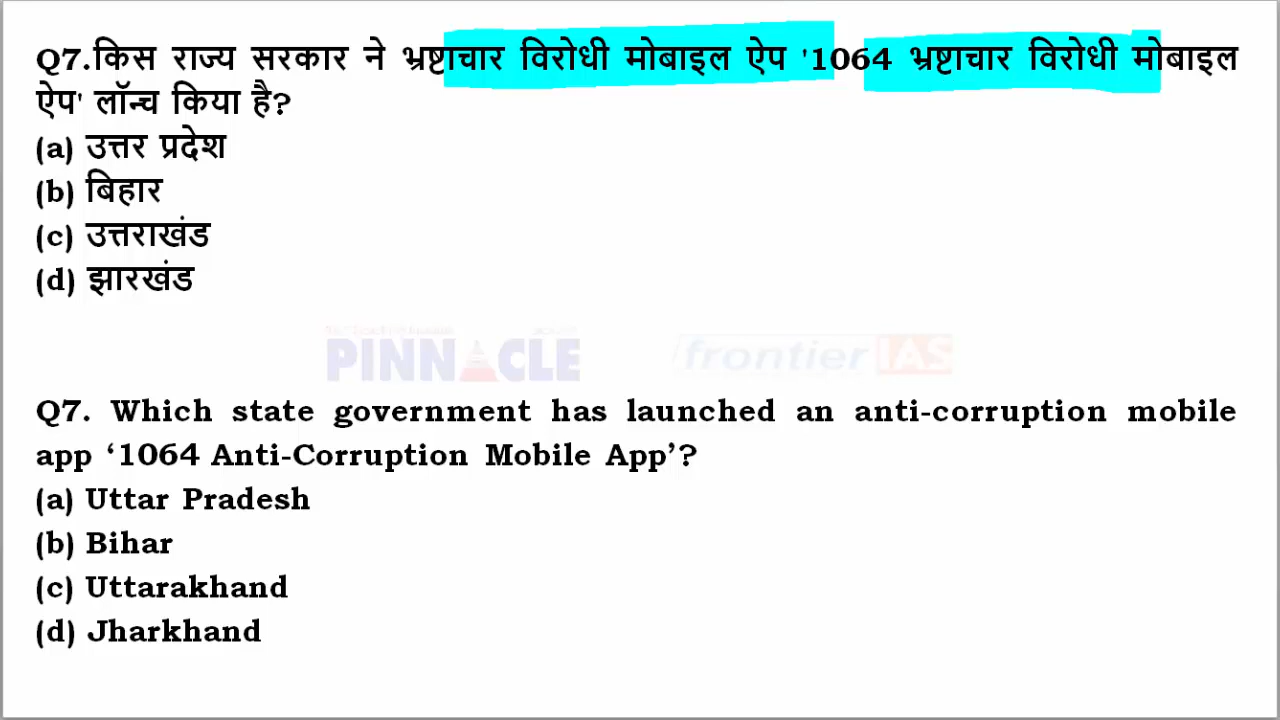 Q7.किस राज्य सरकार ने भ्रष्टाचार विरोधी मोबाइल ऐप '1064 भ्रष्टाचार विरोधी मोबाइल
ऐप' लॉन्च किया है?
(a) उत्तर प्रदेश
(b) बिहार
(c) उत्तराखंड
(d) झारखंड
PINNACLE frontier IAS
Q7. Which state government has launched an anti-corruption mobile
app ‘1064 Anti-Corruption Mobile App’?
(a) Uttar Pradesh
(b) Bihar
(c) Uttarakhand
(d) Jharkhand